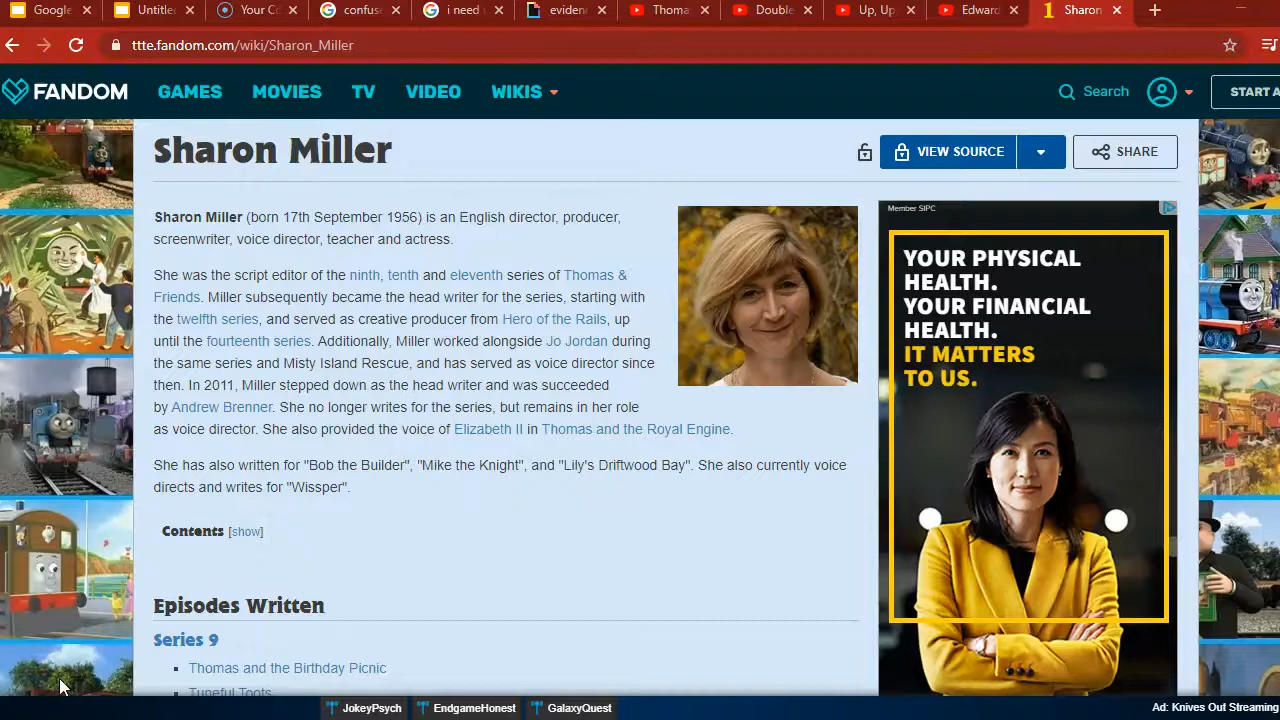 Google
Untitle
Your Co
confuse
i need
eviden
Thoma
Double
Up, Up
Edward
Sharon
ttte.fandom.com/wiki/Sharon_Miller
FANDOM
GAMES
MOVIES
TV
VIDEO
WIKIS
Search
START A
Sharon Miller
VIEW SOURCE
SHARE
Sharon Miller (born 17th September 1956) is an English director, producer,
screenwriter, voice director, teacher and actress.
She was the script editor of the ninth, tenth and eleventh series of Thomas &
Friends. Miller subsequently became the head writer for the series, starting with
the twelfth series, and served as creative producer from Hero of the Rails, up
until the fourteenth series. Additionally, Miller worked alongside Jo Jordan during
the same series and Misty Island Rescue, and has served as voice director since
then. In 2011, Miller stepped down as the head writer and was succeeded
by Andrew Brenner. She no longer writes for the series, but remains in her role
as voice director. She also provided the voice of Elizabeth II in Thomas and the Royal Engine.
She has also written for "Bob the Builder", "Mike the Knight", and "Lily's Driftwood Bay". She also currently voice
directs and writes for "Wissper".
Contents [show]
Episodes Written
Series 9
Thomas and the Birthday Picnic
Tuneful Toots
Member SIPC
YOUR PHYSICAL
HEALTH.
YOUR FINANCIAL
HEALTH.
IT MATTERS
TO US.
JokeyPsych
EndgameHonest
GalaxyQuest
Ad: Knives Out Streaming